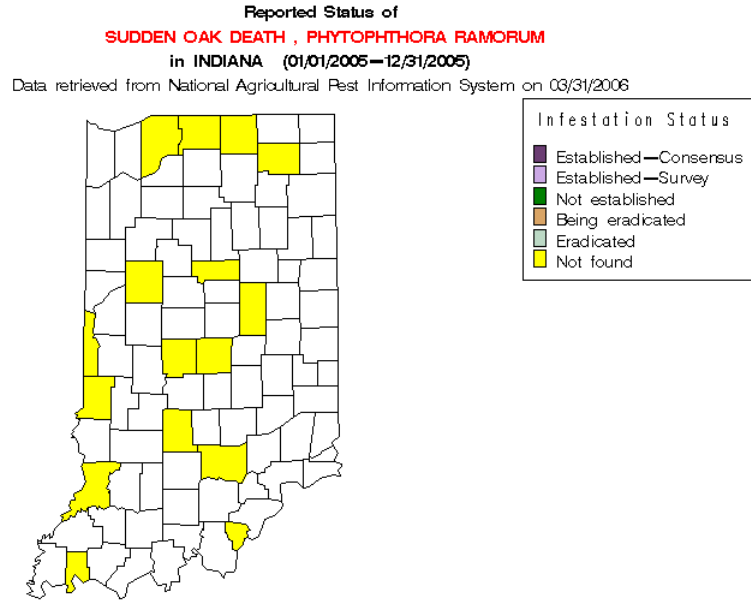 Reported Status of
SUDDEN OAK DEATH , PHYTOPHTHORA RAMORUM
in INDIANA (01/01/2005—12/31/2005)
Data retrieved from National Agricultural Pest Information System on 03/31/2006
Infestation Status
Established—Consensus
Established—Survey
Not established
Being eradicated
Eradicated
Not found